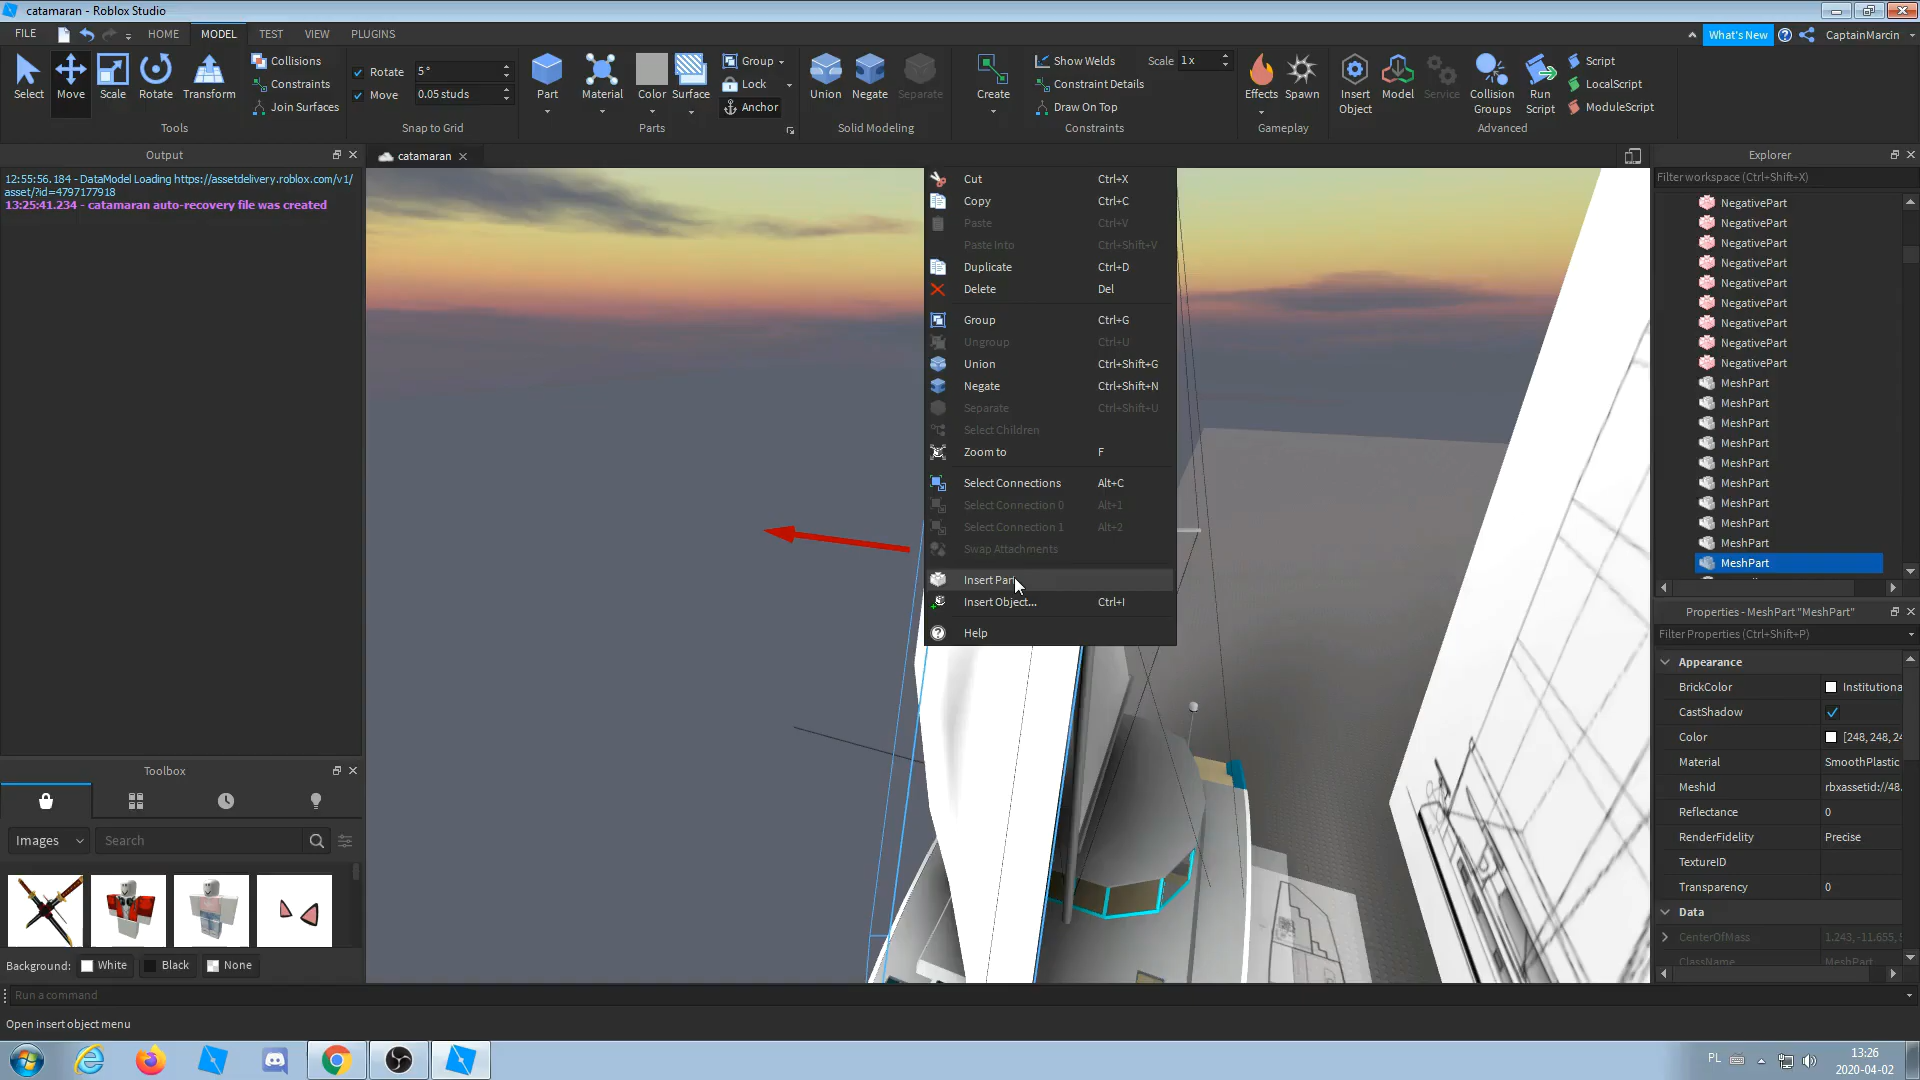 catamaran - Roblox Studio
FILE HOME MODEL TEST VIEW PLUGINS
What's New CaptainMarcin
Select Move Scale Rotate Transform
Collisions
Constraints
Join Surfaces
Tools
Rotate 5°
Move 0.05 studs
Snap to Grid
Part Material Color Surface
Group
Lock
Anchor
Parts
Union Negate Separate
Solid Modeling
Create
Show Welds Scale 1x
Constraint Details
Draw On Top
Constraints
Effects Spawn
Gameplay
Insert Object Model Service Collision Groups Run Script
Script
LocalScript
ModuleScript
Advanced
Output
12:55:56.184 - DataModel Loading https://assetdelivery.roblox.com/v1/
asset/?id=4797177918
13:25:41.234 - catamaran auto-recovery file was created
catamaran
Cut Ctrl+X
Copy Ctrl+C
Paste Ctrl+V
Paste Into Ctrl+Shift+V
Duplicate Ctrl+D
Delete Del
Group Ctrl+G
Ungroup Ctrl+U
Union Ctrl+Shift+G
Negate Ctrl+Shift+N
Separate Ctrl+Shift+U
Select Children
Zoom to F
Select Connections Alt+C
Select Connection 0 Alt+1
Select Connection 1 Alt+2
Swap Attachments
Insert Part
Insert Object... Ctrl+I
Help
Explorer
Filter workspace (Ctrl+Shift+X)
NegativePart
NegativePart
NegativePart
NegativePart
NegativePart
NegativePart
NegativePart
NegativePart
NegativePart
MeshPart
MeshPart
MeshPart
MeshPart
MeshPart
MeshPart
MeshPart
MeshPart
MeshPart
MeshPart
Properties - MeshPart "MeshPart"
Filter Properties (Ctrl+Shift+P)
Appearance
BrickColor Institutiona
CastShadow
Color [248, 248, 24
Material SmoothPlastic
MeshId rbxassetid://48.
Reflectance 0
RenderFidelity Precise
TextureID
Transparency 0
Data
CenterOfMass 1.243, -11.655,
ClassName MeshPart
Toolbox
Images Search
Background: White Black None
Run a command
Open insert object menu
PL
13:26
2020-04-02